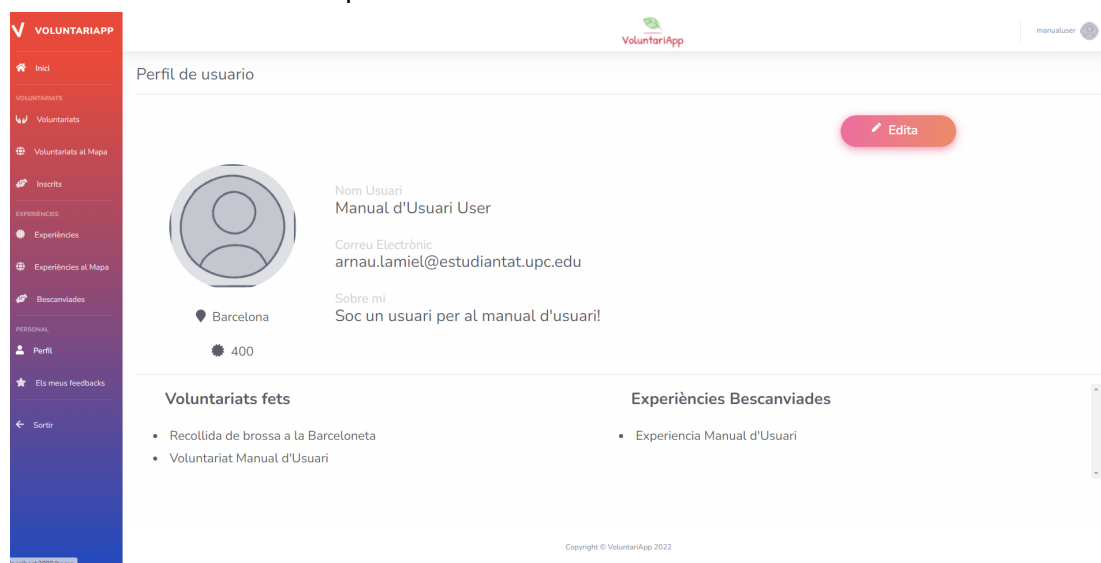 VOLUNTARIAPP
VoluntariApp
manualuser
Inici
Perfil de usuario
VOLUNTARIATS
Voluntariats
Edita
Voluntariats al Mapa
Inscrits
Nom Usuari
Manual d'Usuari User
EXPERIÈNCIES
Experiències
Correu Electrònic
arnau.lamiel@estudiantat.upc.edu
Experiències al Mapa
Bescanviades
Sobre mi
Soc un usuari per al manual d'usuari!
Barcelona
PERSONAL
Perfil
400
Els meus feedbacks
Voluntariats fets
Experiències Bescanviades
Sortir
Recollida de brossa a la Barceloneta
Experiencia Manual d'Usuari
Voluntariat Manual d'Usuari
Copyright © VoluntariApp 2022